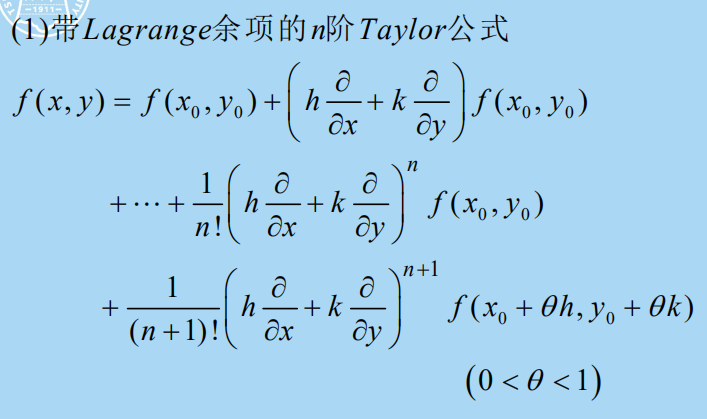 -1911-
(1)带Lagrange余项的n阶Taylor公式
f(x,y) = f(x₀,y₀) + (h ∂/∂x + k ∂/∂y) f(x₀,y₀)
+⋯+ 1/n! (h ∂/∂x + k ∂/∂y)ⁿ f(x₀,y₀)
+ 1/(n+1)! (h ∂/∂x + k ∂/∂y)ⁿ⁺¹ f(x₀ + θh, y₀ + θk)
(0 < θ < 1)